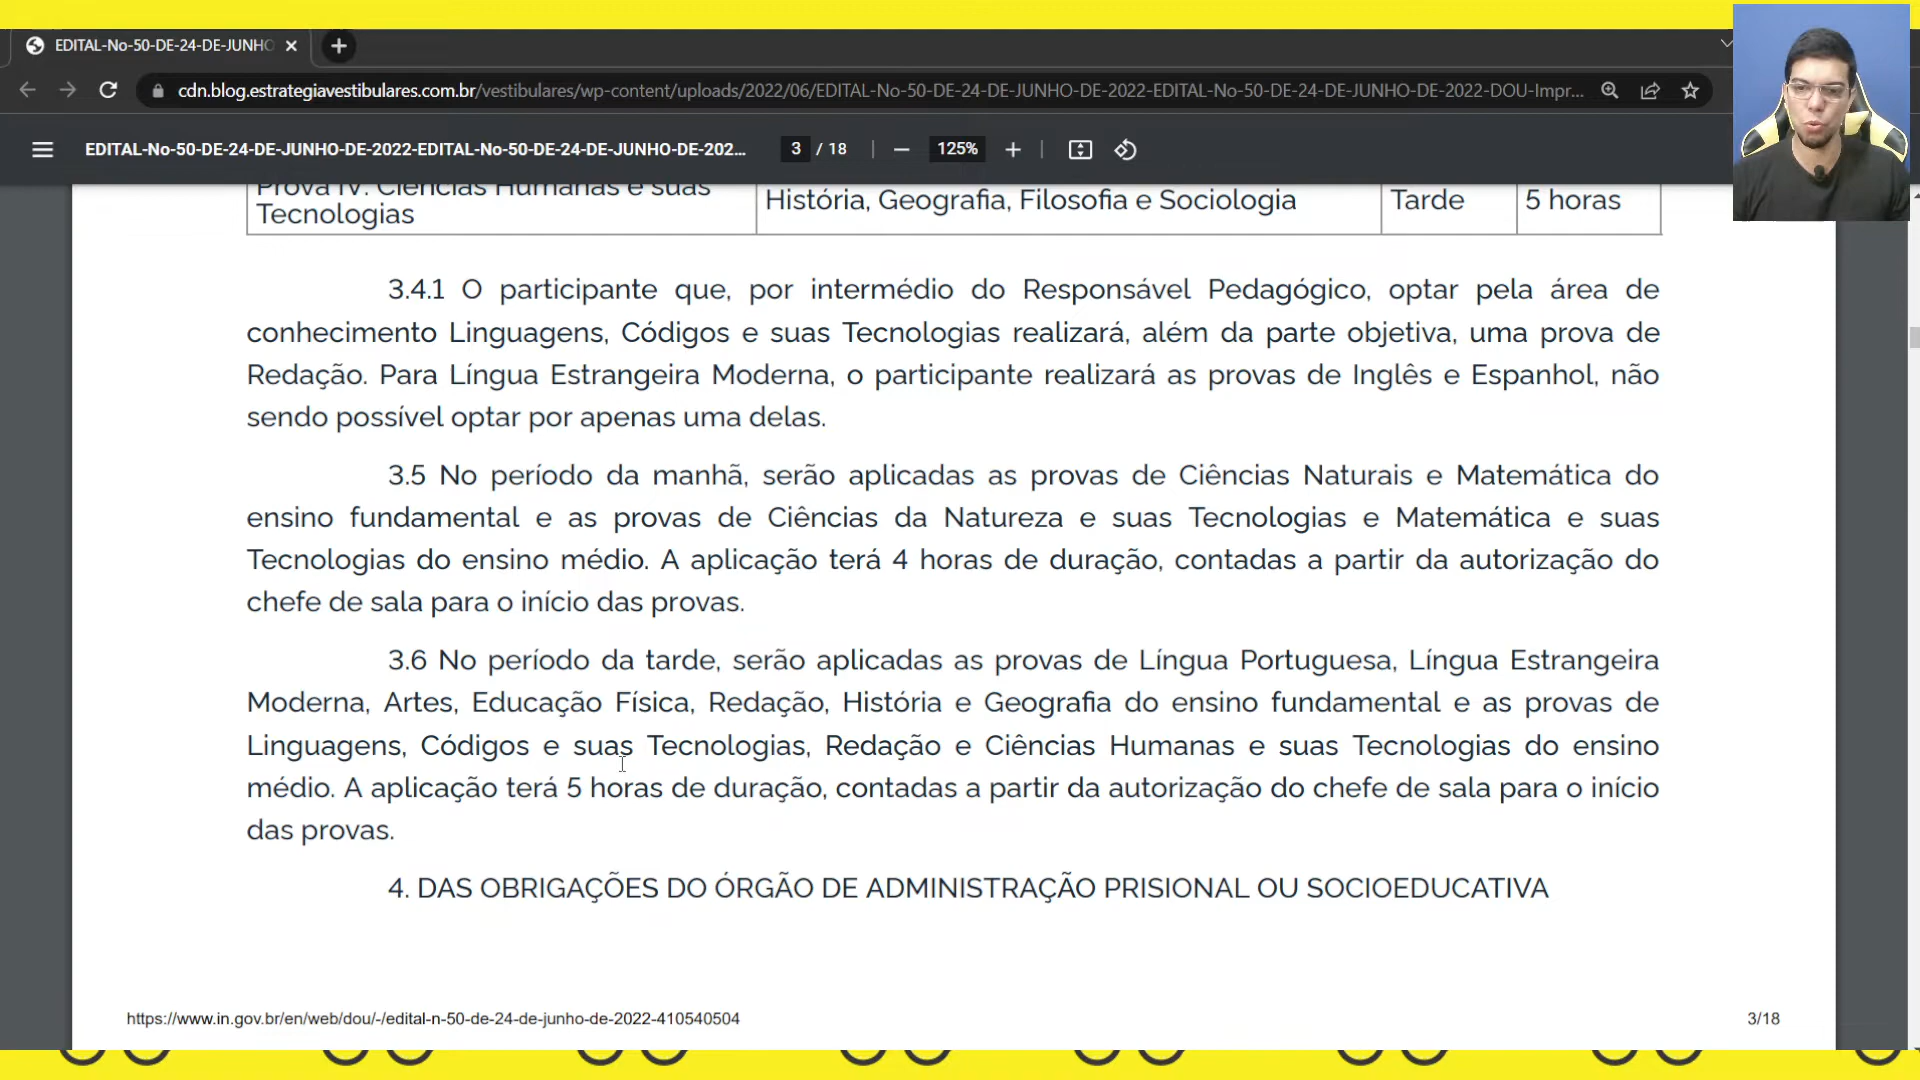 EDITAL-No-50-DE-24-DE-JUNHO
cdn.blog.estrategiavestibulares.com.br/vestibulares/wp-content/uploads/2022/06/EDITAL-No-50-DE-24-DE-JUNHO-DE-2022-EDITAL-No-50-DE-24-DE-JUNHO-DE-2022-DOU-Impr...
EDITAL-No-50-DE-24-DE-JUNHO-DE-2022-EDITAL-No-50-DE-24-DE-JUNHO-DE-202... 3 / 18 125%
Prova IV: Ciências Humanas e suas
Tecnologias
História, Geografia, Filosofia e Sociologia
Tarde
5 horas
3.4.1 O participante que, por intermédio do Responsável Pedagógico, optar pela área de
conhecimento Linguagens, Códigos e suas Tecnologias realizará, além da parte objetiva, uma prova de
Redação. Para Língua Estrangeira Moderna, o participante realizará as provas de Inglês e Espanhol, não
sendo possível optar por apenas uma delas.
3.5 No período da manhã, serão aplicadas as provas de Ciências Naturais e Matemática do
ensino fundamental e as provas de Ciências da Natureza e suas Tecnologias e Matemática e suas
Tecnologias do ensino médio. A aplicação terá 4 horas de duração, contadas a partir da autorização do
chefe de sala para o início das provas.
3.6 No período da tarde, serão aplicadas as provas de Língua Portuguesa, Língua Estrangeira
Moderna, Artes, Educação Física, Redação, História e Geografia do ensino fundamental e as provas de
Linguagens, Códigos e suas Tecnologias, Redação e Ciências Humanas e suas Tecnologias do ensino
médio. A aplicação terá 5 horas de duração, contadas a partir da autorização do chefe de sala para o início
das provas.
4. DAS OBRIGAÇÕES DO ÓRGÃO DE ADMINISTRAÇÃO PRISIONAL OU SOCIOEDUCATIVA
https://www.in.gov.br/en/web/dou/-/edital-n-50-de-24-de-junho-de-2022-410540504
3/18